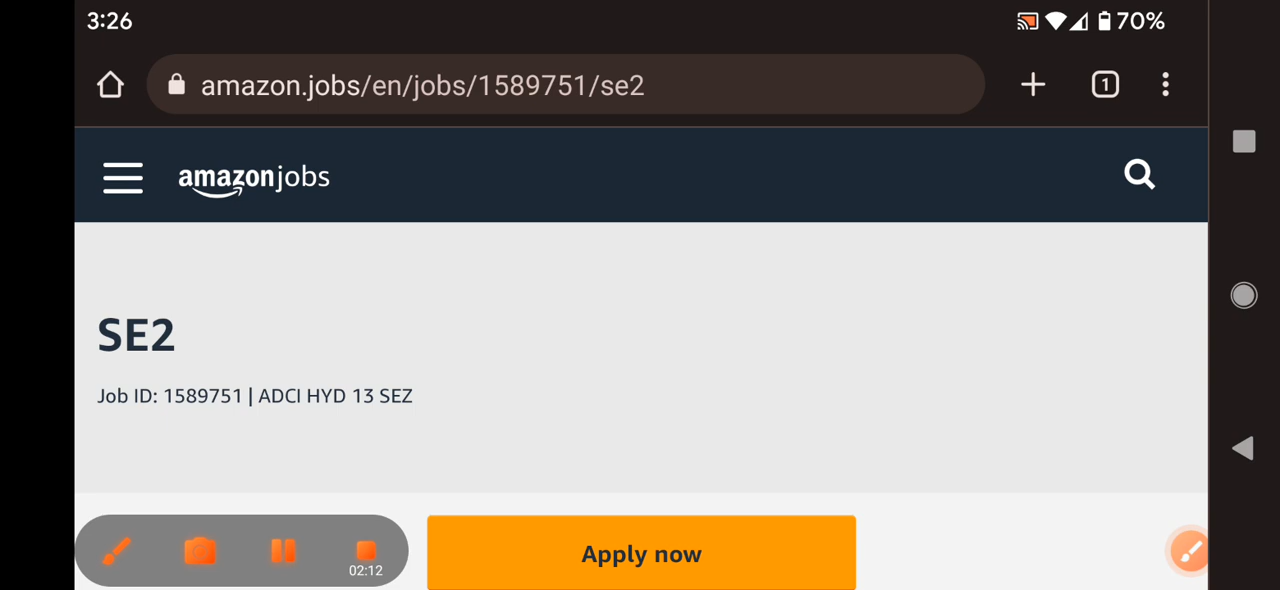 3:26
70%
amazon.jobs/en/jobs/1589751/se2
1
amazonjobs
SE2
Job ID: 1589751 | ADCI HYD 13 SEZ
Apply now
02:12